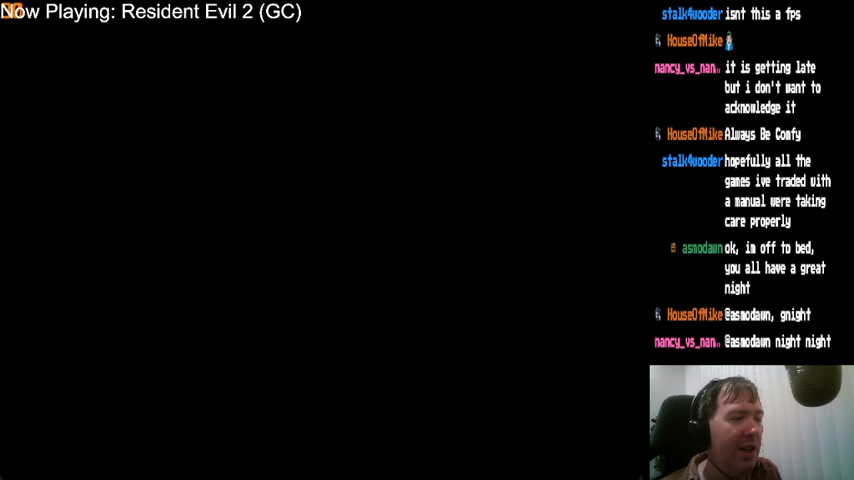 Now Playing: Resident Evil 2 (GC)
stalk4wooder isnt this a fps
HouseOfMike
nancy_vs_nan.. it is getting late
but i don't want to
acknowledge it
HouseOfMike Always Be Comfy
stalk4wooder hopefully all the
games ive traded with
a manual were taking
care properly
asmodawn ok, im off to bed,
you all have a great
night
HouseOfMike @asmodawn, gnight
nancy_vs_nan.. @asmodawn night night